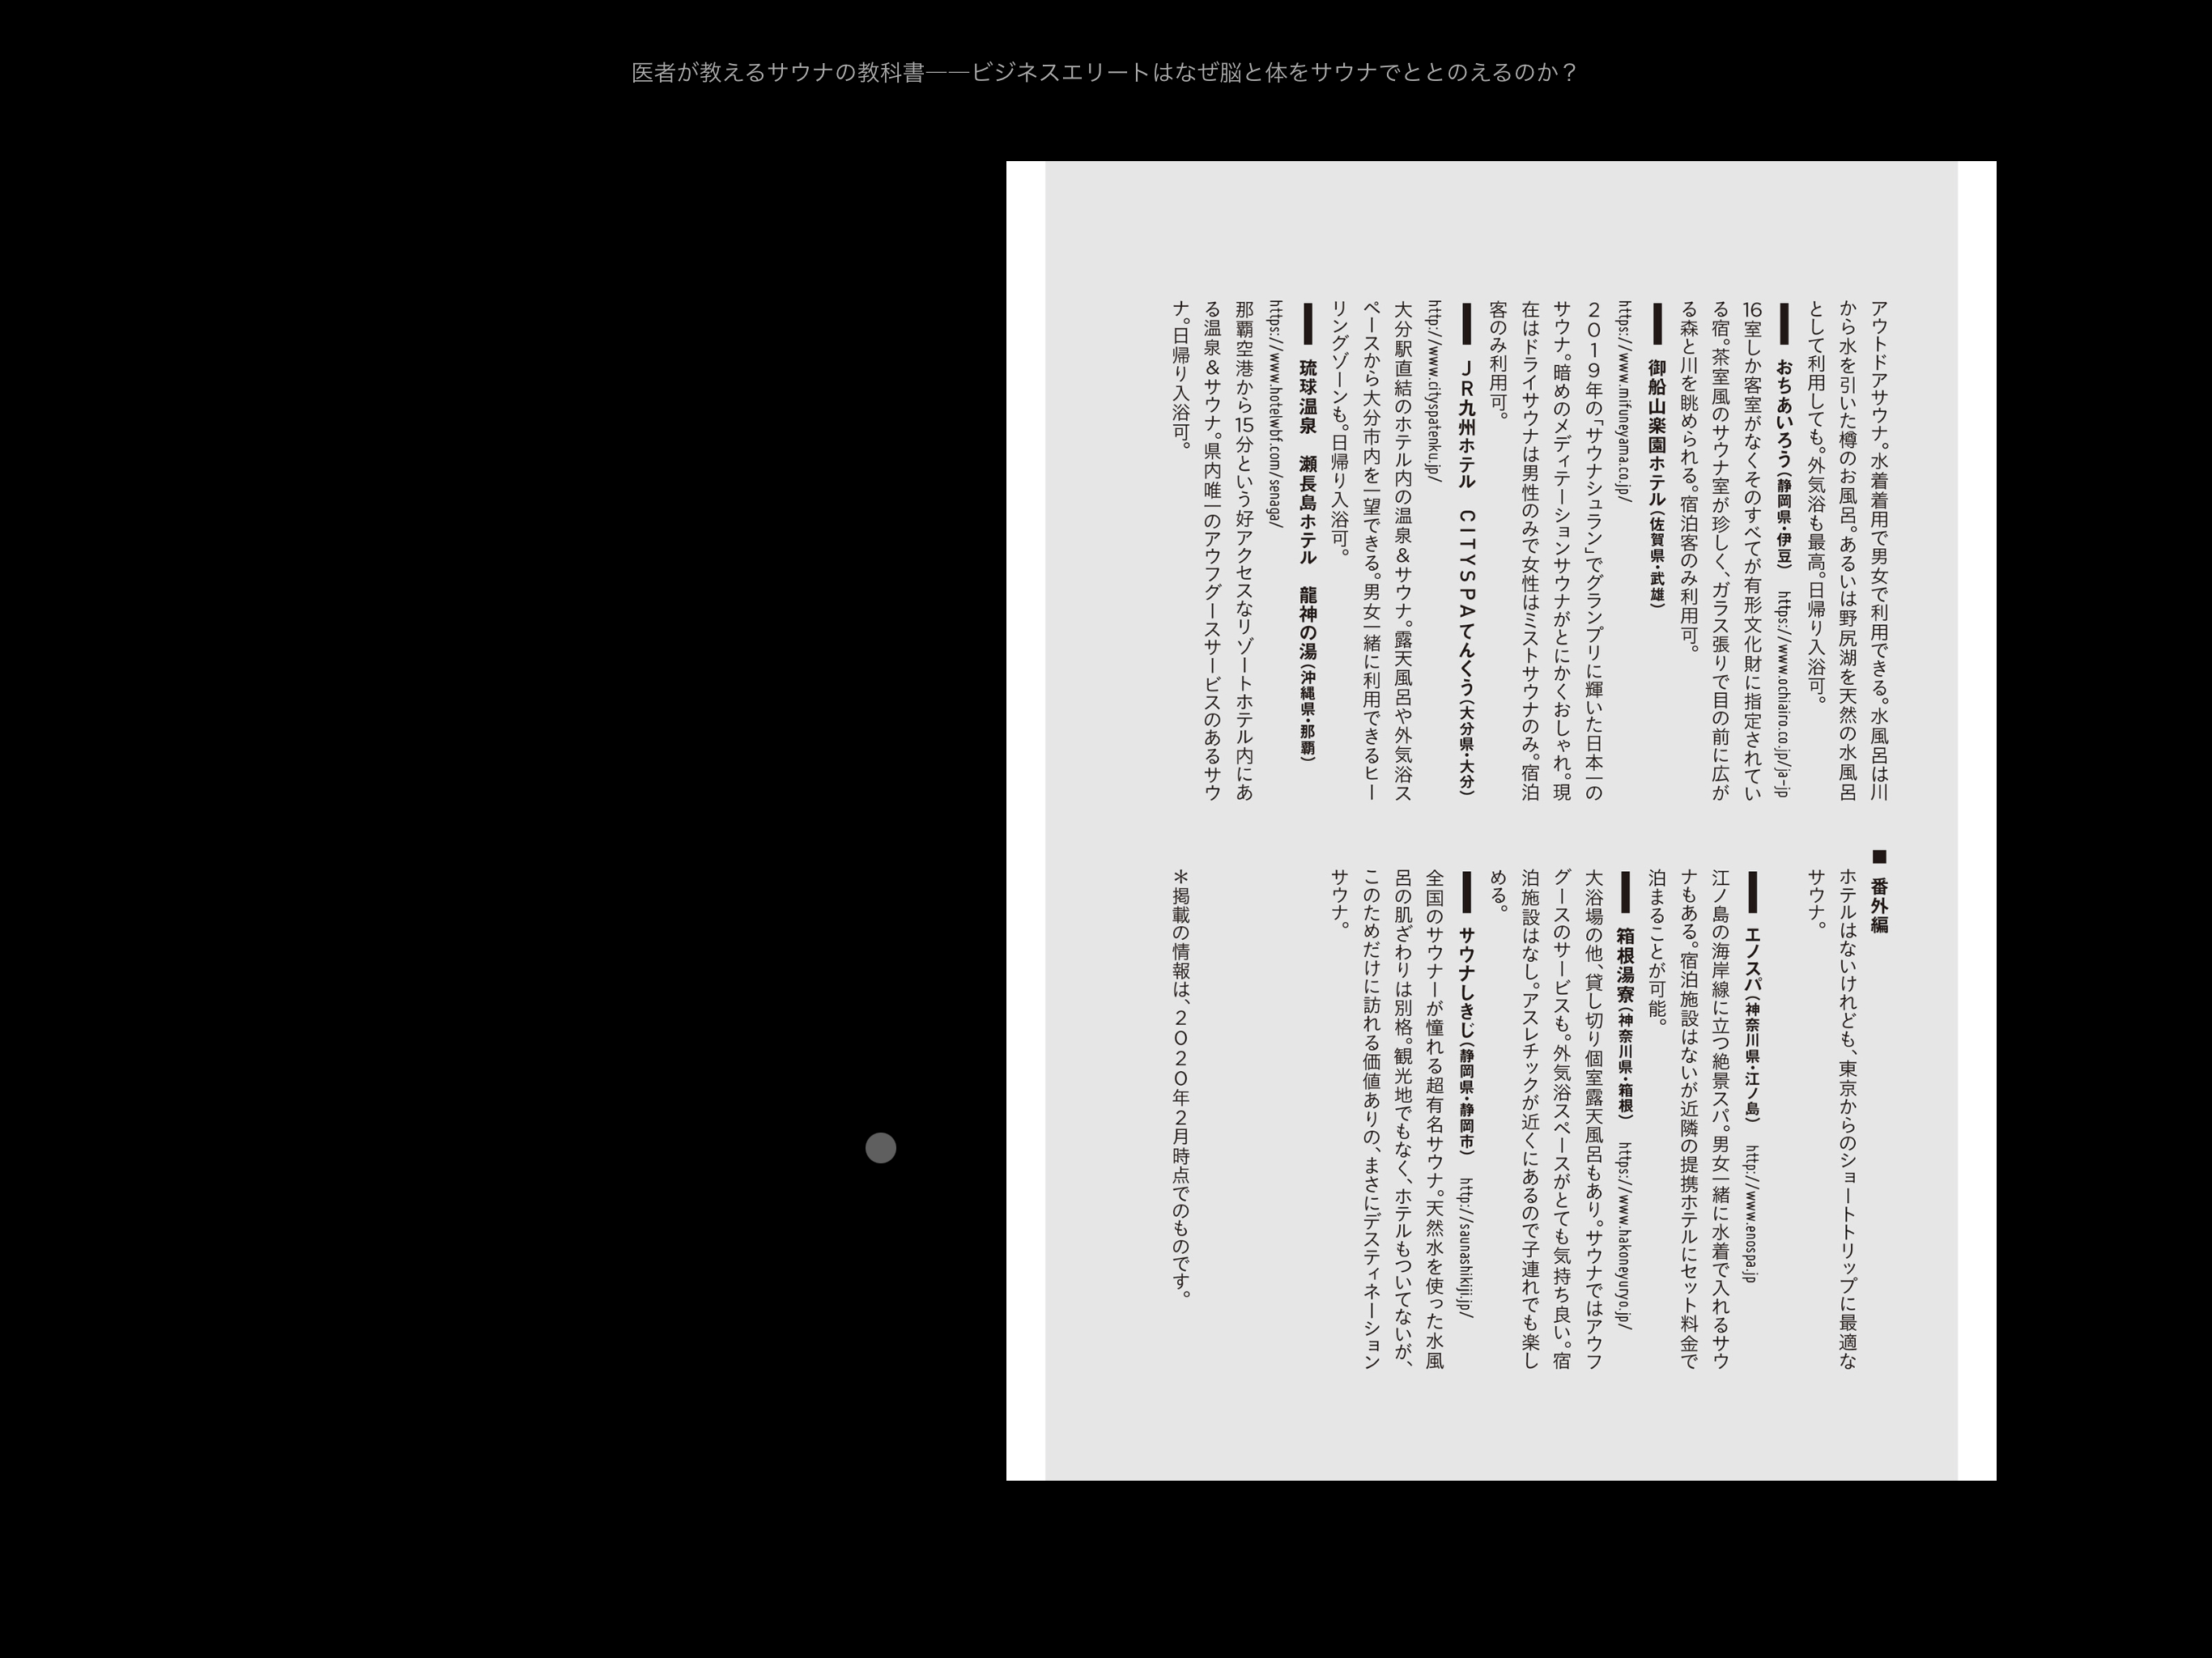 医者が教えるサウナの教科書――ビジネスエリートはなぜ脳と体をサウナでととのえるのか？
アウトドアサウナ。水着着用で男女で利用できる。水風呂は川
から水を引いた樽のお風呂。あるいは野尻湖を天然の水風呂
として利用しても。外気浴も最高。日帰り入浴可。
おちあいろう（静岡県・伊豆） https://www.ochiairo.co.jp/ja-jp
16室しか客室がなくそのすべてが有形文化財に指定されてい
る宿。茶室風のサウナ室が珍しく、ガラス張りで目の前に広が
る森と川を眺められる。宿泊客のみ利用可。
御船山楽園ホテル（佐賀県・武雄）
https://www.mifuneyama.co.jp/
２０１９年の「サウナシュラン」でグランプリに輝いた日本一の
サウナ。暗めのメディテーションサウナがとにかくおしゃれ。現
在はドライサウナは男性のみで女性はミストサウナのみ。宿泊
客のみ利用可。
ＪＲ九州ホテル　ＣＩＴＹＳＰＡてんくう（大分県・大分）
http://www.cityspatenku.jp/
大分駅直結のホテル内の温泉＆サウナ。露天風呂や外気浴ス
ペースから大分市内を一望できる。男女一緒に利用できるヒー
リングゾーンも。日帰り入浴可。
琉球温泉　瀬長島ホテル　龍神の湯（沖縄県・那覇）
https://www.hotelwbf.com/senaga/
那覇空港から15分という好アクセスなリゾートホテル内にあ
る温泉＆サウナ。県内唯一のアウフグースサービスのあるサウ
ナ。日帰り入浴可。
■ 番外編
ホテルはないけれども、東京からのショートトリップに最適な
サウナ。
エノスパ（神奈川県・江ノ島） http://www.enospa.jp
江ノ島の海岸線に立つ絶景スパ。男女一緒に水着で入れるサウ
ナもある。宿泊施設はないが近隣の提携ホテルにセット料金で
泊まることが可能。
箱根湯寮（神奈川県・箱根） https://www.hakoneyuryo.jp/
大浴場の他、貸し切り個室露天風呂もあり。サウナではアウフ
グースのサービスも。外気浴スペースがとても気持ち良い。宿
泊施設はなし。アスレチックが近くにあるので子連れでも楽し
める。
サウナしきじ（静岡県・静岡市） http://saunashikiji.jp/
全国のサウナーが憧れる超有名サウナ。天然水を使った水風
呂の肌ざわりは別格。観光地でもなく、ホテルもついてないが、
このためだけに訪れる価値ありの、まさにデスティネーション
サウナ。
＊掲載の情報は、２０２０年２月時点でのものです。